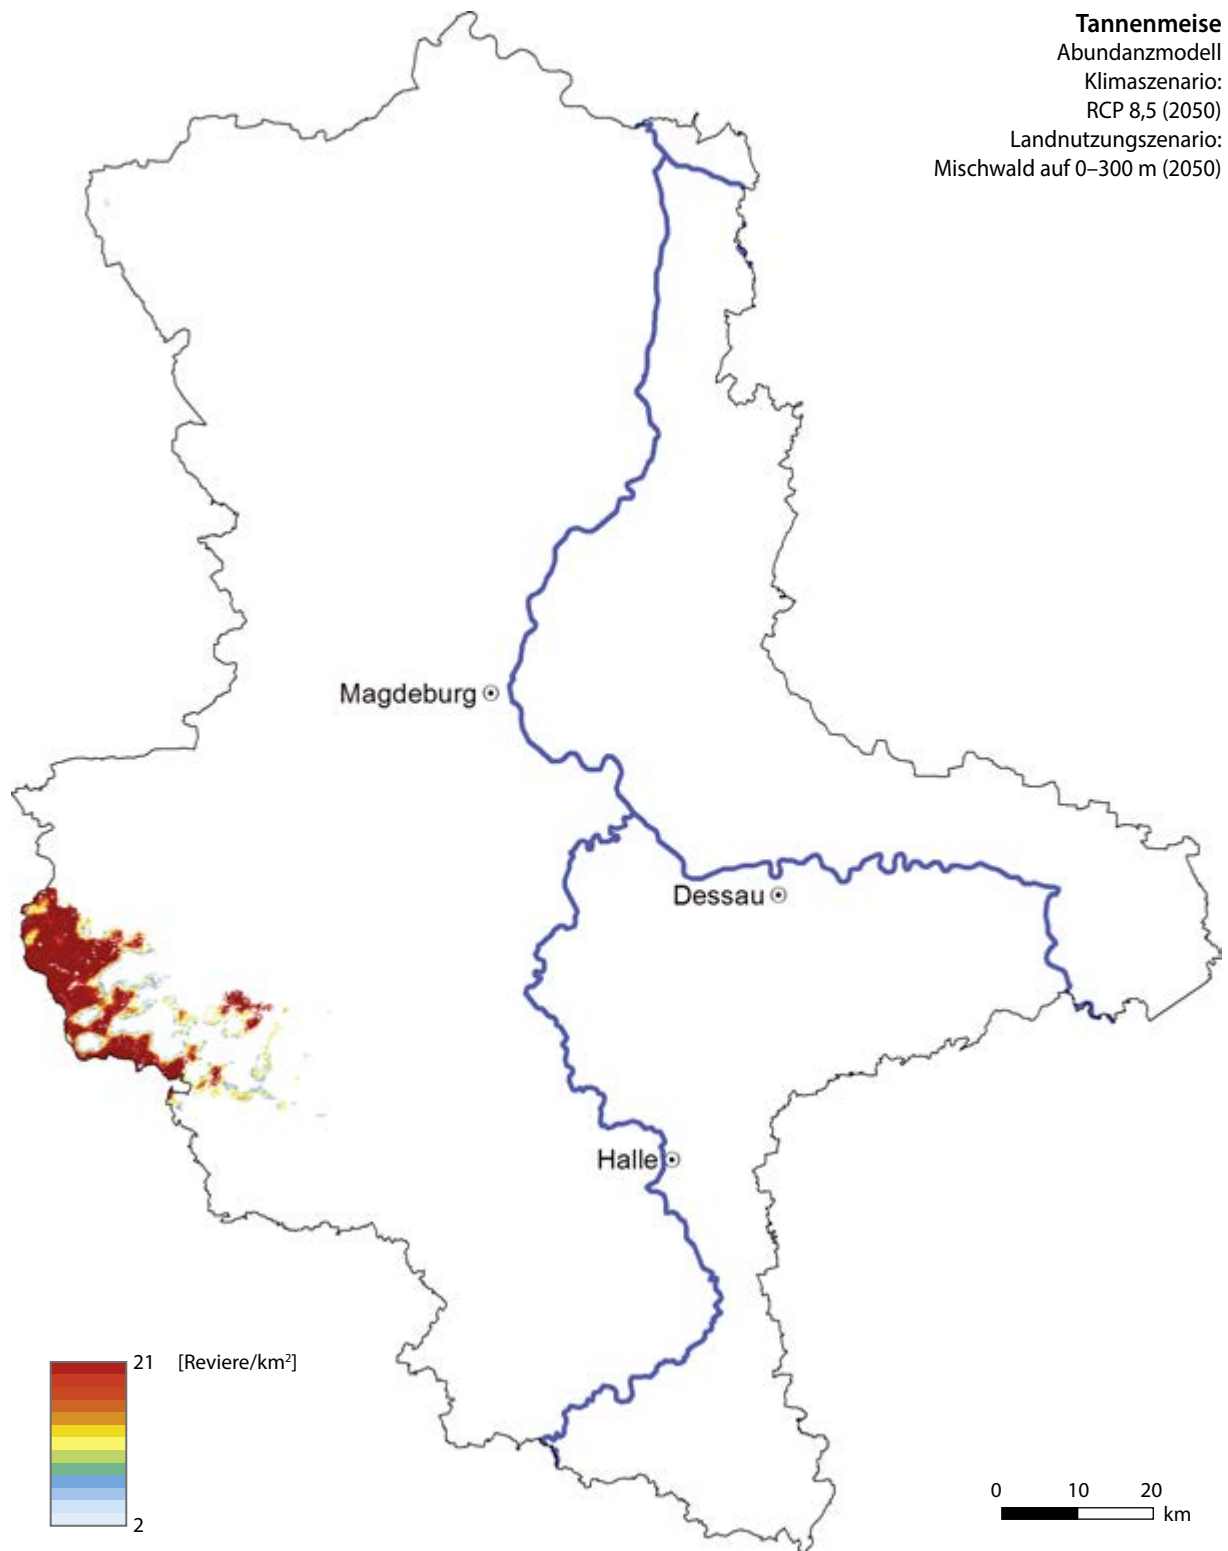 Tannenmeise
Abundanzmodell
Klimaszenario:
RCP 8,5 (2050)
Landnutzungszenario:
Mischwald auf 0–300 m (2050)
Magdeburg
Dessau
Halle
21 [Reviere/km²]
2
0 10 20
km